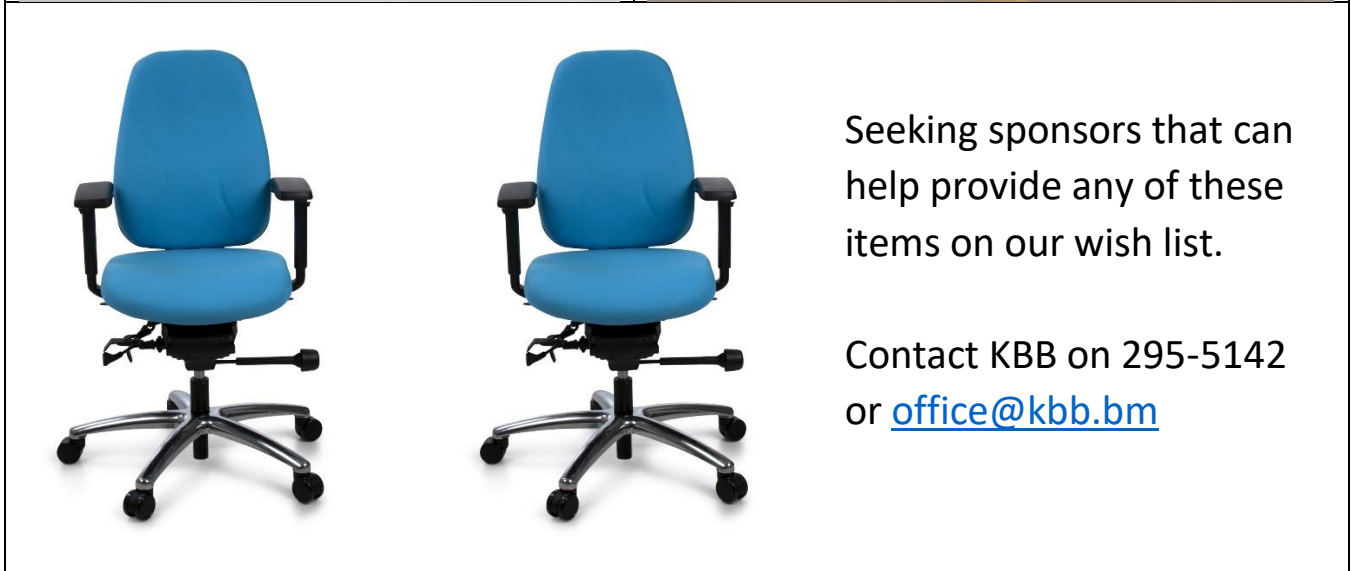 Seeking sponsors that can
help provide any of these
items on our wish list.
Contact KBB on 295-5142
or office@kbb.bm